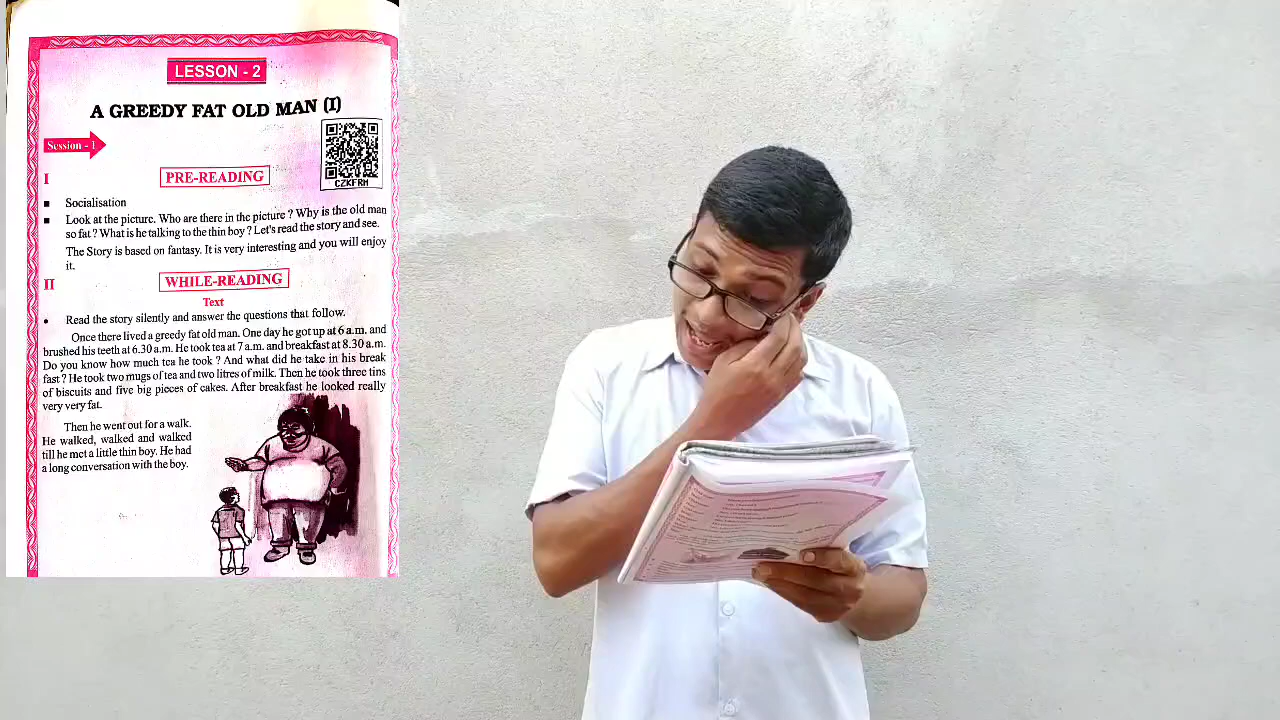 LESSON - 2
A GREEDY FAT OLD MAN (I)
Session - 1
CZKFRM
I
PRE-READING
■ Socialisation
■ Look at the picture. Who are there in the picture ? Why is the old man
so fat ? What is he talking to the thin boy ? Let's read the story and see.
The Story is based on fantasy. It is very interesting and you will enjoy
it.
II
WHILE-READING
Text
• Read the story silently and answer the questions that follow.
Once there lived a greedy fat old man. One day he got up at 6 a.m. and
brushed his teeth at 6.30 a.m. He took tea at 7 a.m. and breakfast at 8.30 a.m.
Do you know how much tea he took ? And what did he take in his break
fast ? He took two mugs of tea and two litres of milk. Then he took three tins
of biscuits and five big pieces of cakes. After breakfast he looked really
very very fat.
Then he went out for a walk.
He walked, walked and walked
till he met a little thin boy. He had
a long conversation with the boy.